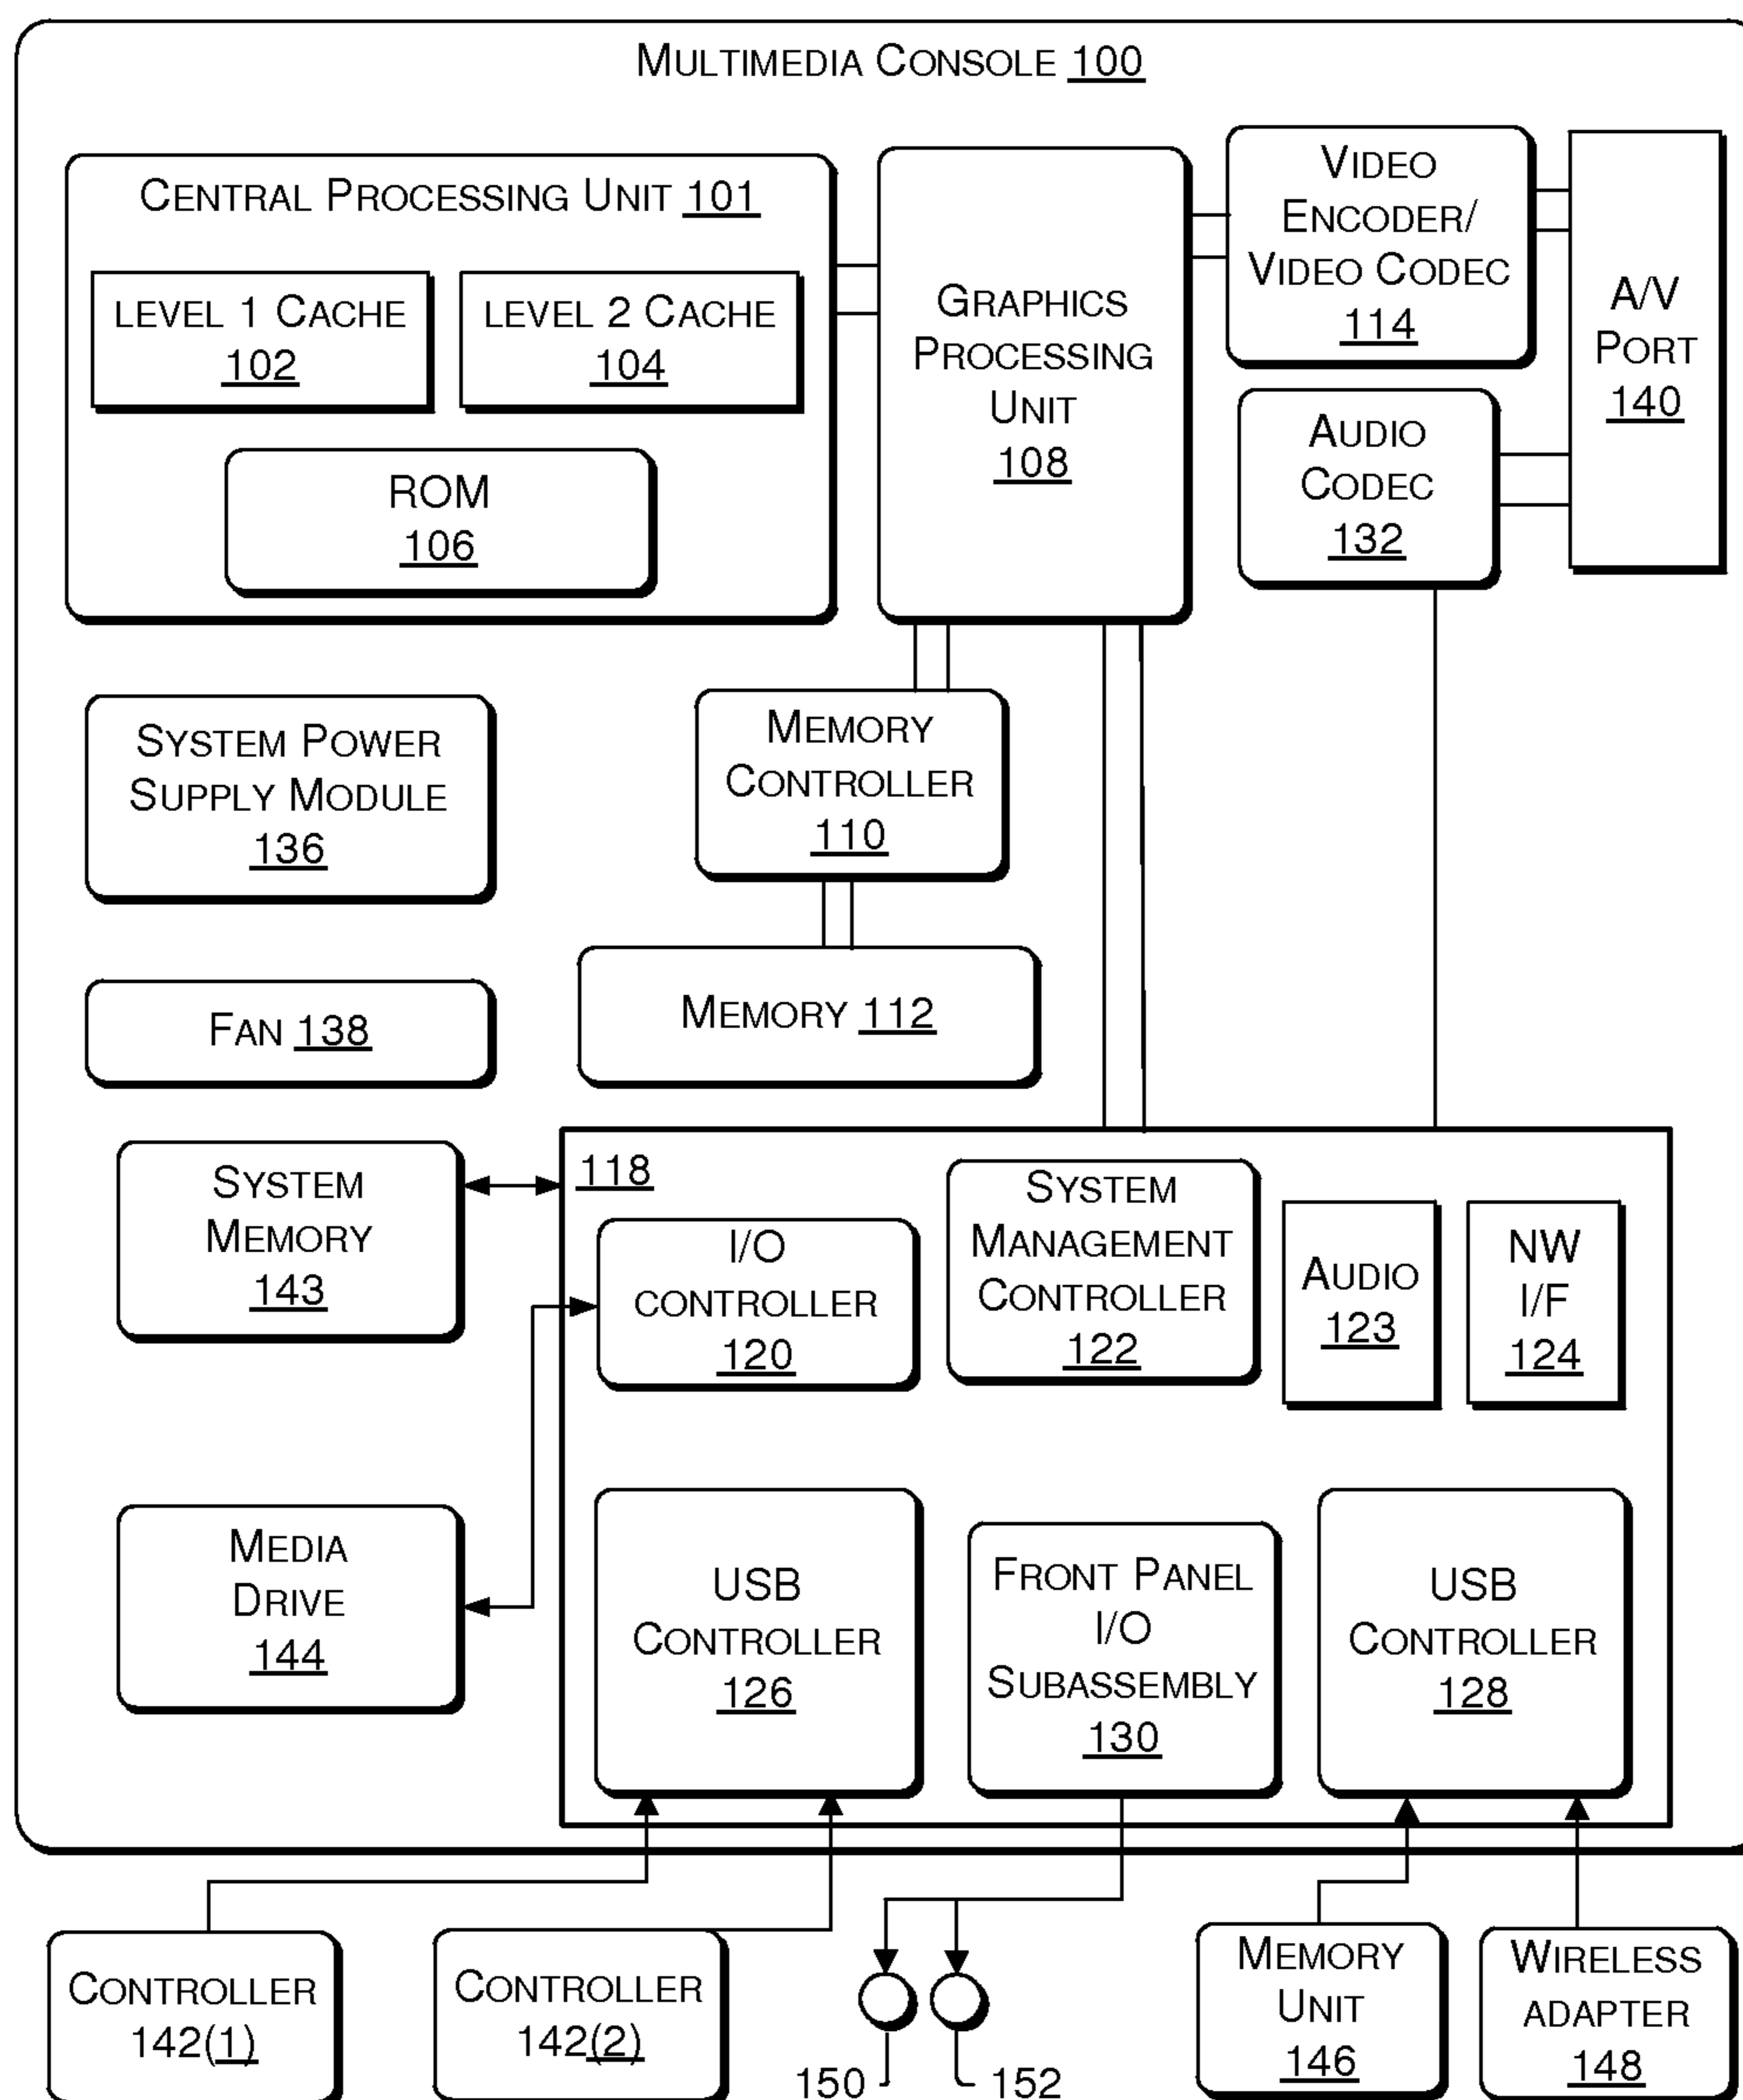 MULTIMEDIA CONSOLE 100
CENTRAL PROCESSING UNIT 101
LEVEL 1 CACHE
102
LEVEL 2 CACHE
104
ROM
106
GRAPHICS
PROCESSING
UNIT
108
VIDEO
ENCODER/
VIDEO CODEC
114
AUDIO
CODEC
132
A/V
PORT
140
SYSTEM POWER
SUPPLY MODULE
136
MEMORY
CONTROLLER
110
FAN 138
MEMORY 112
SYSTEM
MEMORY
143
118
I/O
CONTROLLER
120
SYSTEM
MANAGEMENT
CONTROLLER
122
AUDIO
123
NW
I/F
124
MEDIA
DRIVE
144
USB
CONTROLLER
126
FRONT PANEL
I/O
SUBASSEMBLY
130
USB
CONTROLLER
128
CONTROLLER
142(1)
CONTROLLER
142(2)
150
152
MEMORY
UNIT
146
WIRELESS
ADAPTER
148